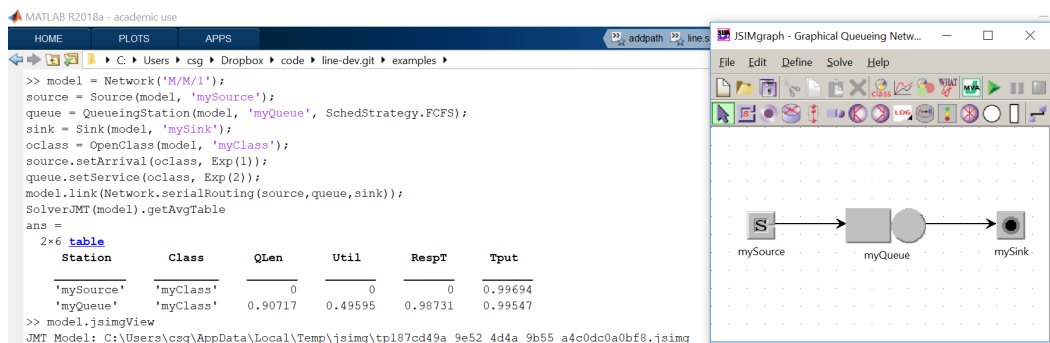 MATLAB R2018a - academic use
HOME PLOTS APPS
addpath line.s
C: Users csg Dropbox code line-dev.git examples
>> model = Network('M/M/1');
source = Source(model, 'mySource');
queue = QueueingStation(model, 'myQueue', SchedStrategy.FCFS);
sink = Sink(model, 'mySink');
oclass = OpenClass(model, 'myClass');
source.setArrival(oclass, Exp(1));
queue.setService(oclass, Exp(2));
model.link(Network.serialRouting(source,queue,sink));
SolverJMT(model).getAvgTable
ans =
2×6 table
Station Class QLen Util RespT Tput
'mySource' 'myClass' 0 0 0 0.99694
'myQueue' 'myClass' 0.90717 0.49595 0.98731 0.99547
>> model.jsimgView
JMT Model: C:\Users\csg\AppData\Local\Temp\jsimg\tp187cd49a_9e52_4d4a_9b55_a4c0dc0a0bf8.jsimg
JSIMgraph - Graphical Queueing Netw...
File Edit Define Solve Help
class WHAT IF MVA
LOG
S
mySource myQueue mySink